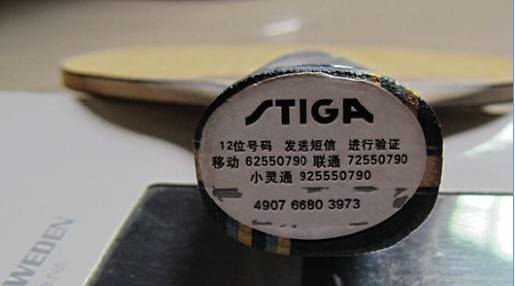 STIGA
12位号码 发送短信 进行验证
移动 62550790 联通 72550790
小灵通 925550790
4907 6680 3973
WEDEN